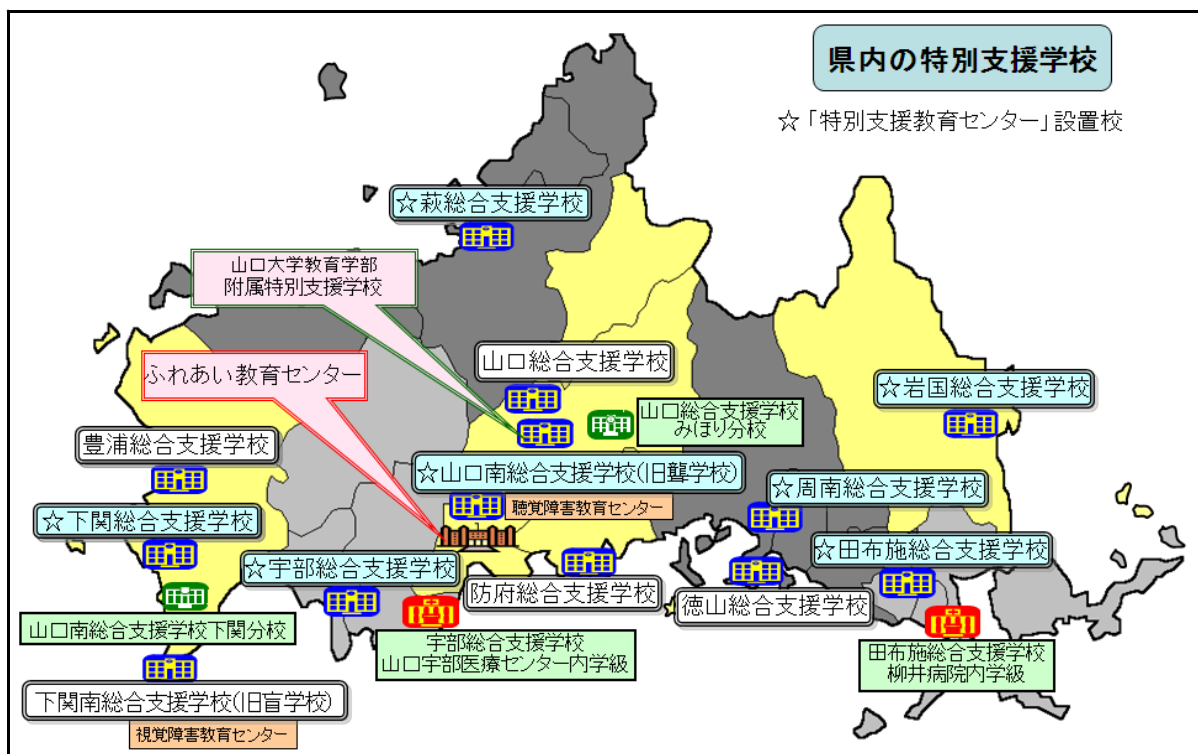 県内の特別支援学校
☆「特別支援教育センター」設置校
☆萩総合支援学校
山口大学教育学部
附属特別支援学校
ふれあい教育センター
山口総合支援学校
山口総合支援学校
みほり分校
☆岩国総合支援学校
豊浦総合支援学校
☆山口南総合支援学校(旧聾学校)
聴覚障害教育センター
☆周南総合支援学校
☆下関総合支援学校
☆田布施総合支援学校
☆宇部総合支援学校
防府総合支援学校
徳山総合支援学校
山口南総合支援学校下関分校
宇部総合支援学校
山口宇部医療センター内学級
田布施総合支援学校
柳井病院内学級
下関南総合支援学校(旧盲学校)
視覚障害教育センター